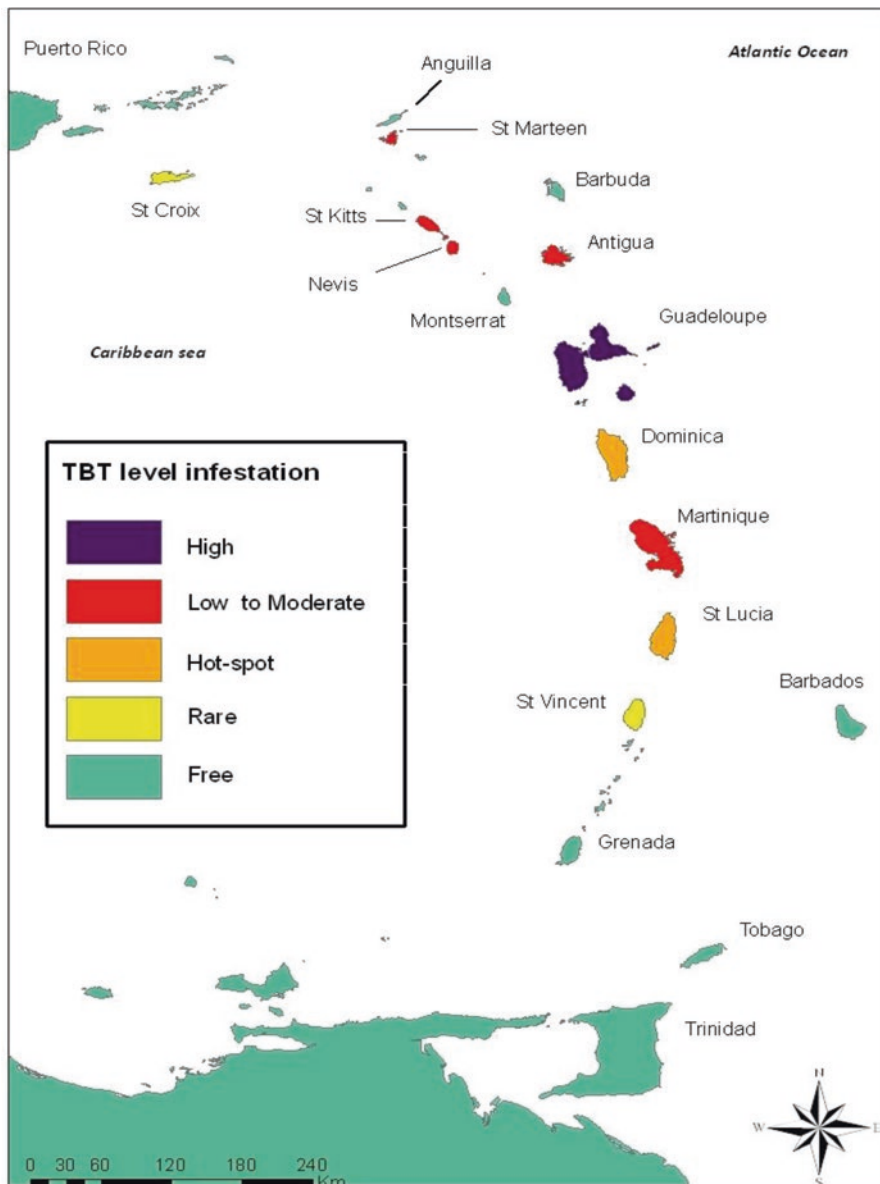 Puerto Rico
Atlantic Ocean
Anguilla
St Marteen
Barbuda
St Croix
St Kitts
Antigua
Nevis
Montserrat
Guadeloupe
Caribbean sea
Dominica
TBT level infestation
High
Low to Moderate
Hot-spot
Rare
Free
Martinique
St Lucia
Barbados
St Vincent
Grenada
Tobago
Trinidad
N
W E
S
0 30 60 120 180 240
Km